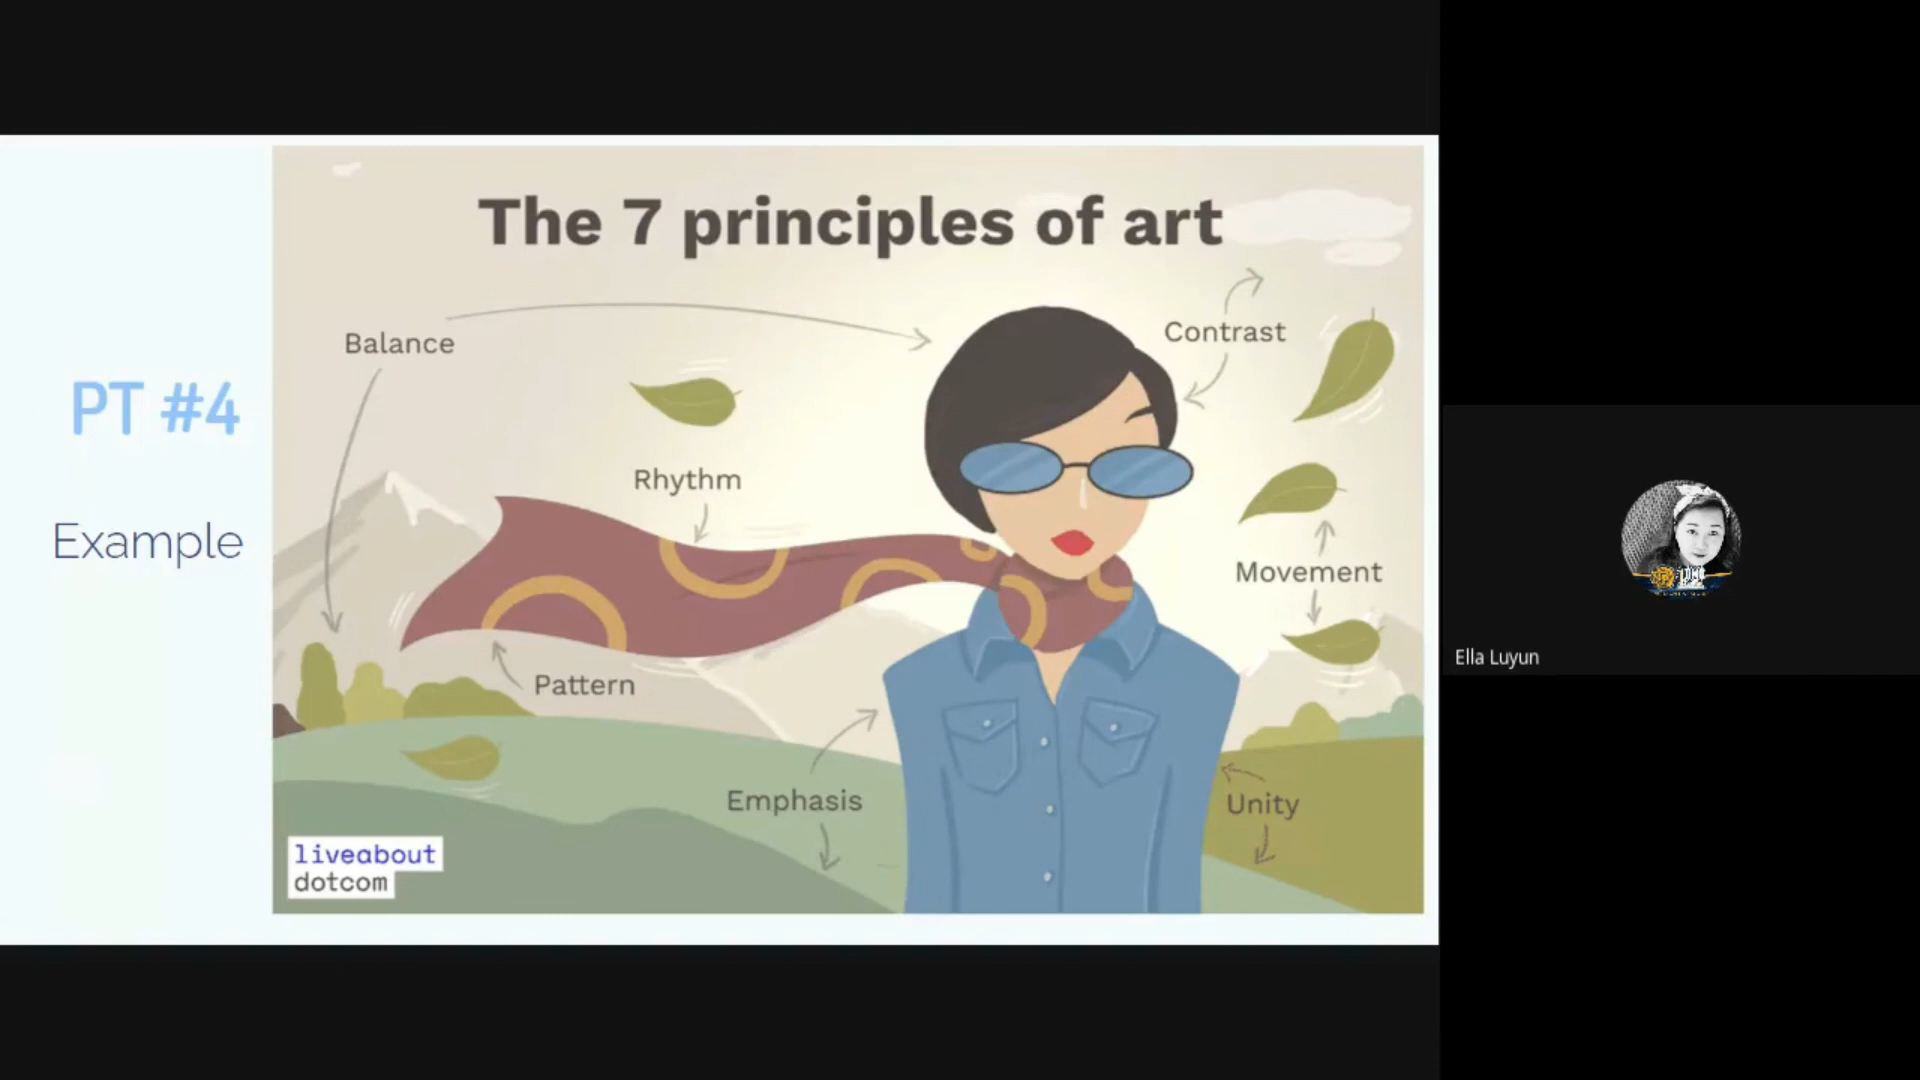 The 7 principles of art
Balance
Contrast
PT #4
Rhythm
Example
Movement
Pattern
Emphasis
Unity
liveabout
dotcom
Ella Luyun